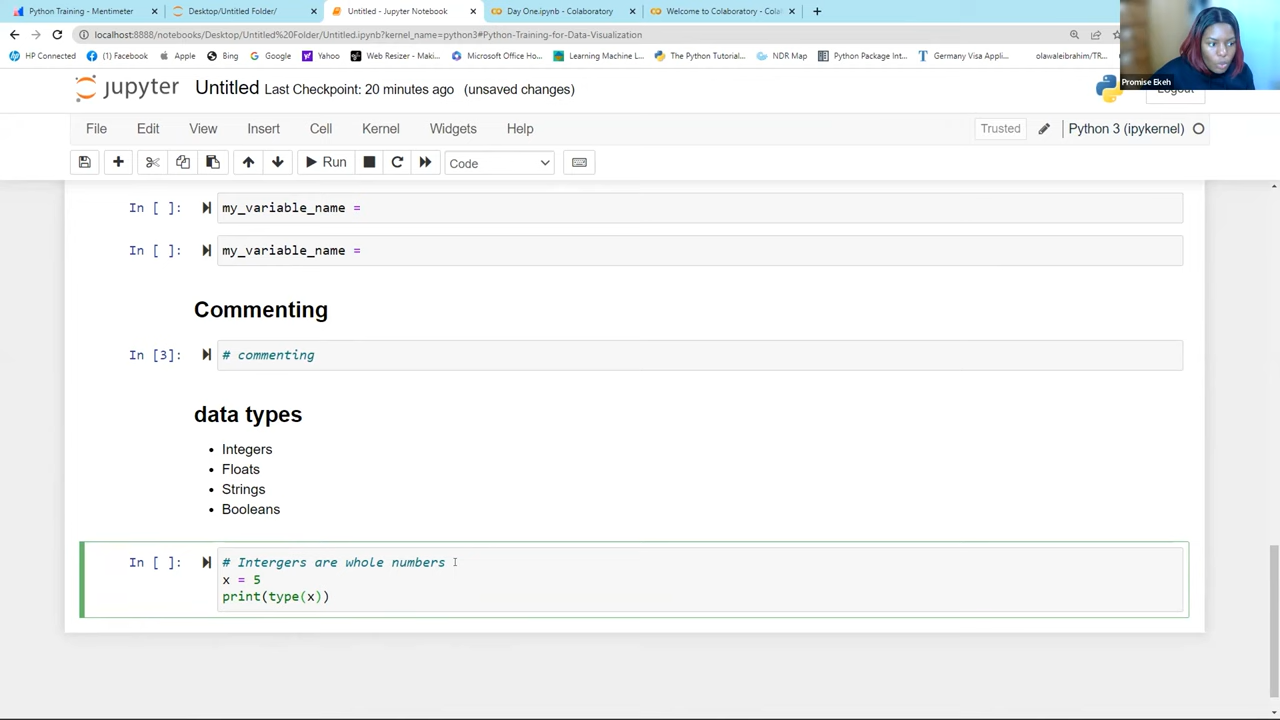 Python Training - Mentimeter
Desktop/Untitled Folder/
Untitled - Jupyter Notebook
Day One.ipynb - Colaboratory
Welcome to Colaboratory - Colal
localhost:8888/notebooks/Desktop/Untitled%20Folder/Untitled.ipynb?kernel_name=python3#Python-Training-for-Data-Visualization
HP Connected
(1) Facebook
Apple
Bing
Google
Yahoo
Web Resizer - Maki...
Microsoft Office Ho...
Learning Machine L...
The Python Tutorial...
NDR Map
Python Package Int...
Germany Visa Appli...
olawaleibrahim/TR...
Promise Ekeh
jupyter
Untitled Last Checkpoint: 20 minutes ago (unsaved changes)
Logout
File Edit View Insert Cell Kernel Widgets Help
Trusted
Python 3 (ipykernel)
Run
Code
In [ ]: my_variable_name =
In [ ]: my_variable_name =
Commenting
In [3]: # commenting
data types
• Integers
• Floats
• Strings
• Booleans
In [ ]: # Intergers are whole numbers
x = 5
print(type(x))